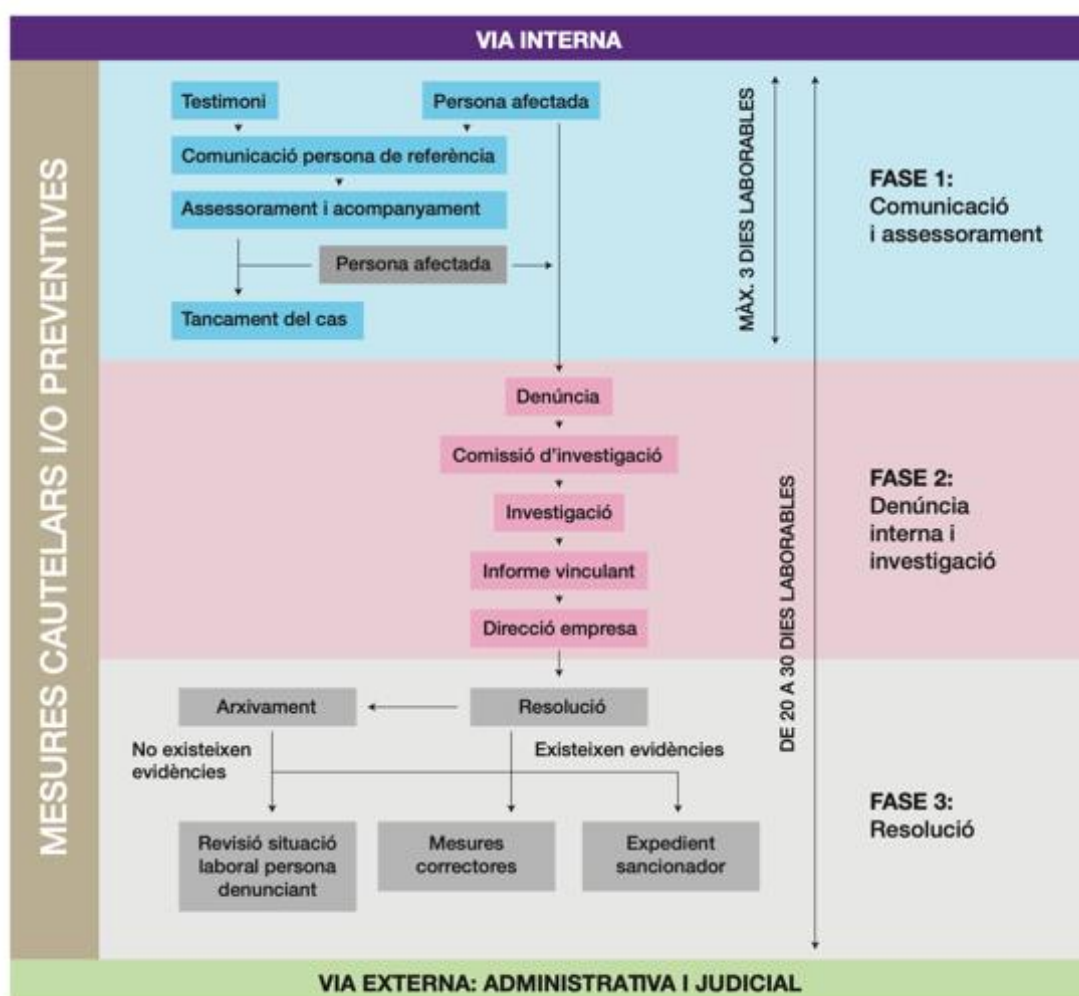 VIA INTERNA
MESURES CAUTELARS I/O PREVENTIVES
Testimoni
Persona afectada
Comunicació persona de referència
Assessorament i acompanyament
Persona afectada
Tancament del cas
MÀX. 3 DIES LABORABLES
FASE 1:
Comunicació
i assessorament
Denúncia
Comissió d'investigació
Investigació
Informe vinculant
Direcció empresa
DE 20 A 30 DIES LABORABLES
FASE 2:
Denúncia
interna i
investigació
Arxivament
Resolució
No existeixen
evidències
Existeixen evidències
Revisió situació
laboral persona
denunciant
Mesures
correctores
Expedient
sancionador
FASE 3:
Resolució
VIA EXTERNA: ADMINISTRATIVA I JUDICIAL